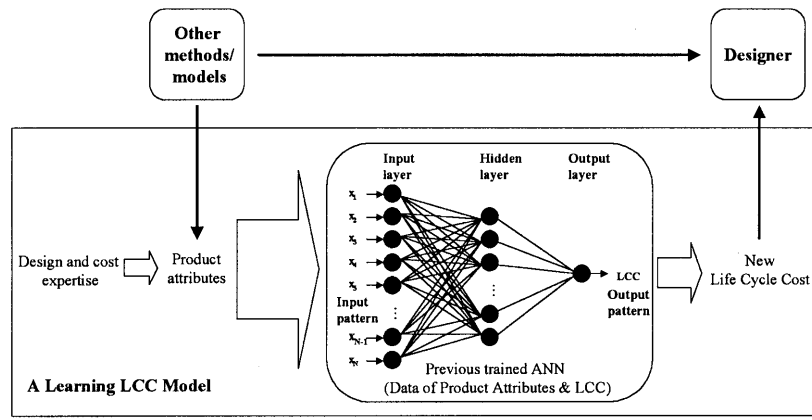 Other
methods/
models
Designer
Input
layer
Hidden
layer
Output
layer
x1
x2
x3
x4
x5
Input
pattern
xN-1
xN
Design and cost
expertise
Product
attributes
LCC
Output
pattern
New
Life Cycle Cost
Previous trained ANN
(Data of Product Attributes & LCC)
A Learning LCC Model